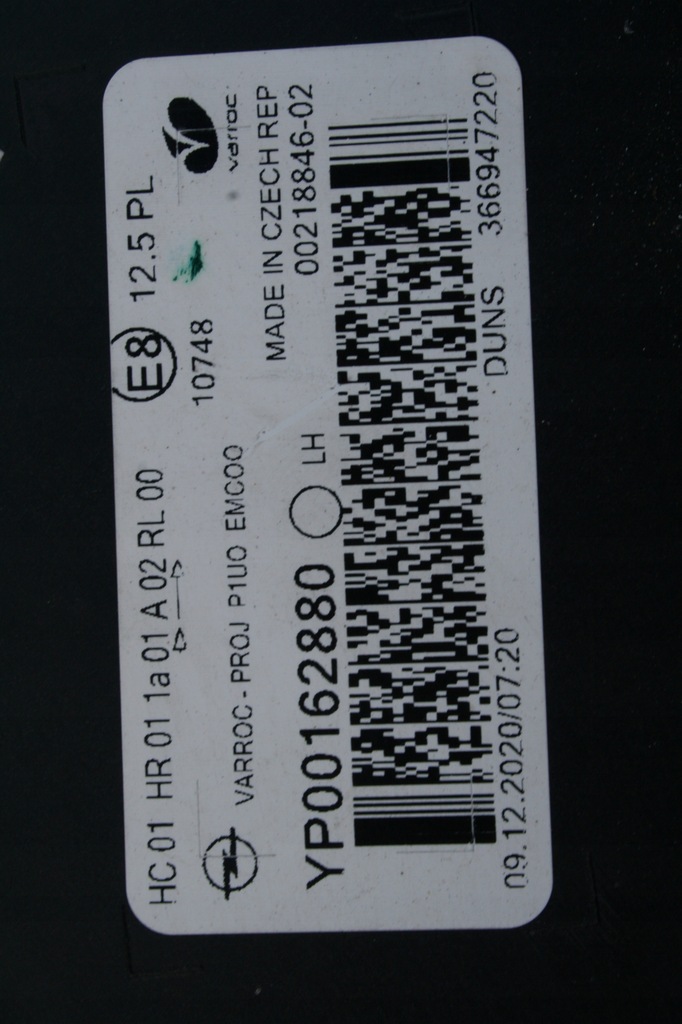 HC 01 HR 01 1a 01 A 02 RL 00 E8 12.5 PL
10748
varroc
VARROC - PROJ P1UO EMCOO
MADE IN CZECH REP
00218846-02
YP00162880 LH
09.12.2020/07:20 DUNS 366947220